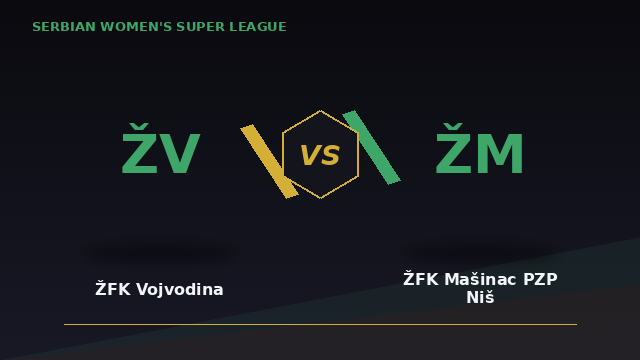 SERBIAN WOMEN'S SUPER LEAGUE
ŽV
VS
ŽM
ŽFK Vojvodina
ŽFK Mašinac PZP
Niš